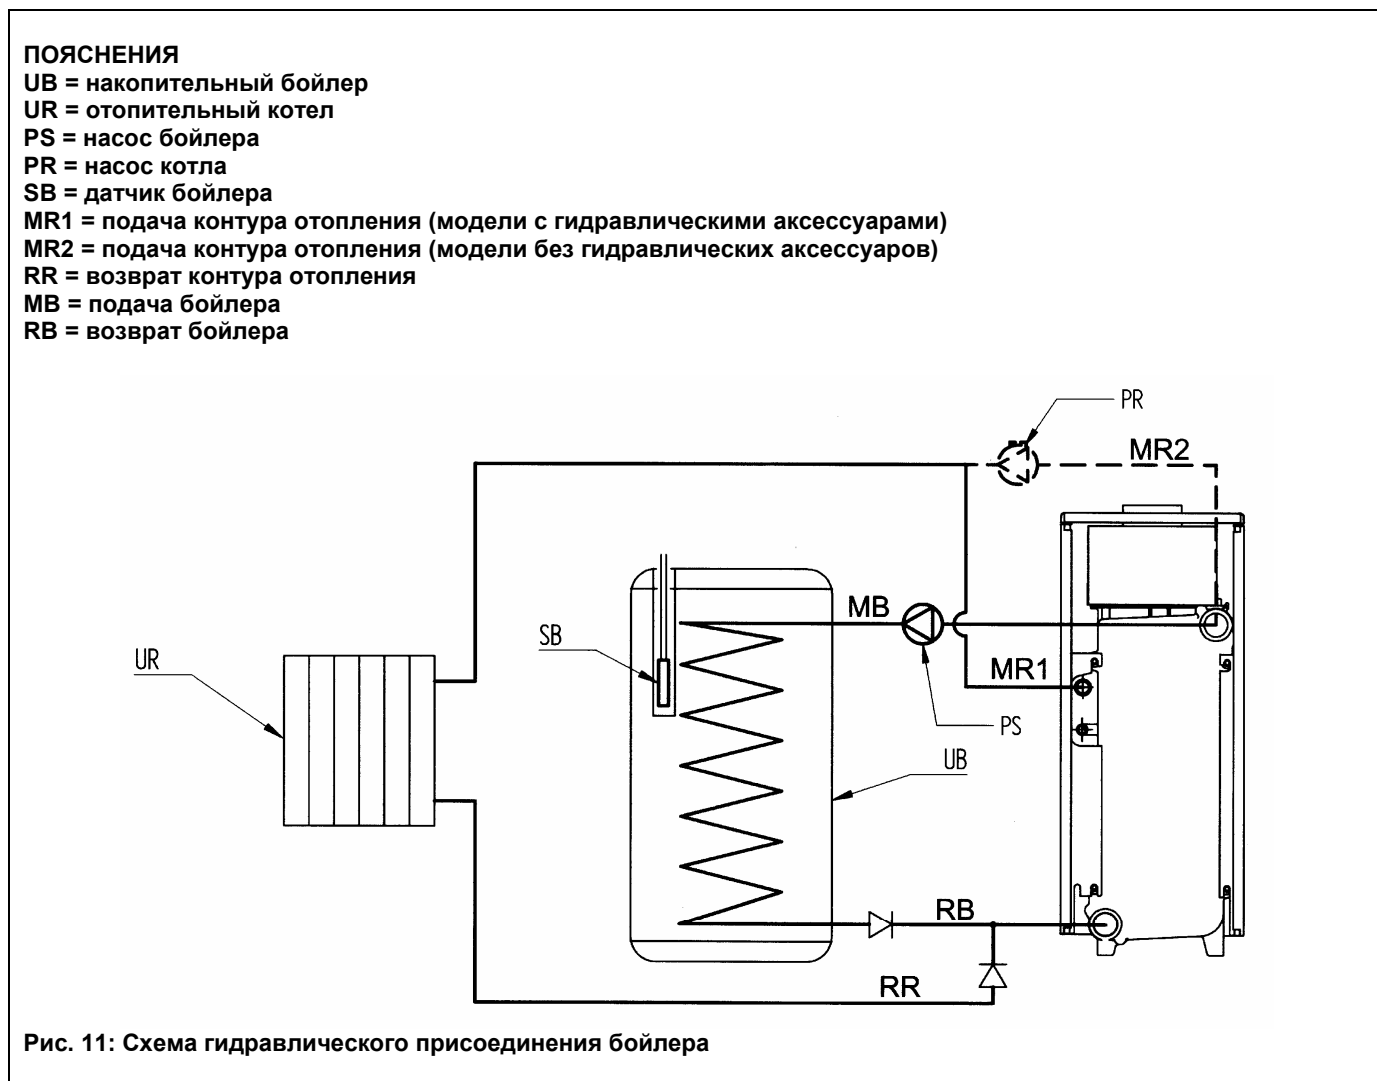 ПОЯСНЕНИЯ
UB = накопительный бойлер
UR = отопительный котел
PS = насос бойлера
PR = насос котла
SB = датчик бойлера
MR1 = подача контура отопления (модели с гидравлическими аксессуарами)
MR2 = подача контура отопления (модели без гидравлических аксессуаров)
RR = возврат контура отопления
MB = подача бойлера
RB = возврат бойлера
PR
MR2
MB
SB
UR
MR1
PS
UB
RB
RR
Рис. 11: Схема гидравлического присоединения бойлера